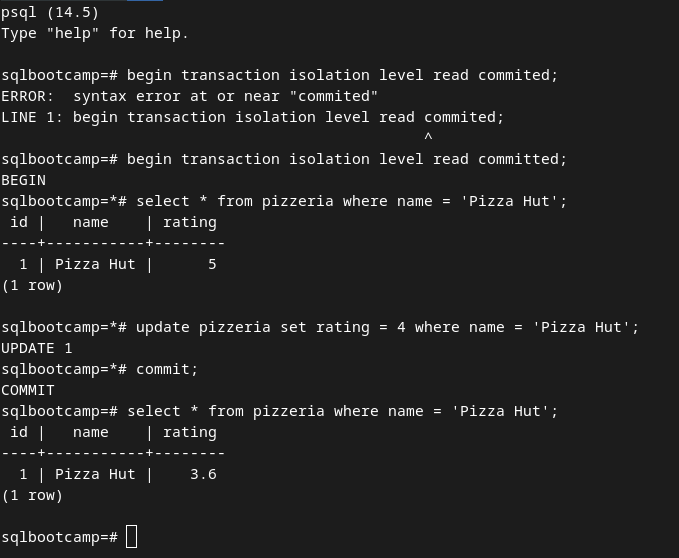 psql (14.5)
Type "help" for help.

sqlbootcamp=# begin transaction isolation level read commited;
ERROR:  syntax error at or near "commited"
LINE 1: begin transaction isolation level read commited;
                                               ^
sqlbootcamp=# begin transaction isolation level read committed;
BEGIN
sqlbootcamp=*# select * from pizzeria where name = 'Pizza Hut';
 id |   name    | rating
----+-----------+--------
  1 | Pizza Hut |      5
(1 row)

sqlbootcamp=*# update pizzeria set rating = 4 where name = 'Pizza Hut';
UPDATE 1
sqlbootcamp=*# commit;
COMMIT
sqlbootcamp=# select * from pizzeria where name = 'Pizza Hut';
 id |   name    | rating
----+-----------+--------
  1 | Pizza Hut |    3.6
(1 row)

sqlbootcamp=#